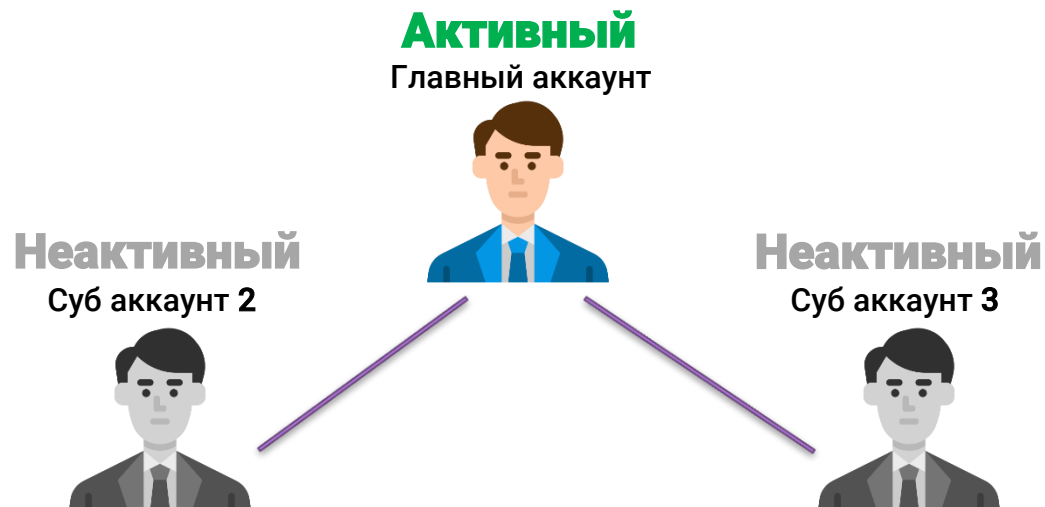 Активный
Главный аккаунт
Неактивный
Суб аккаунт 2
Неактивный
Суб аккаунт 3